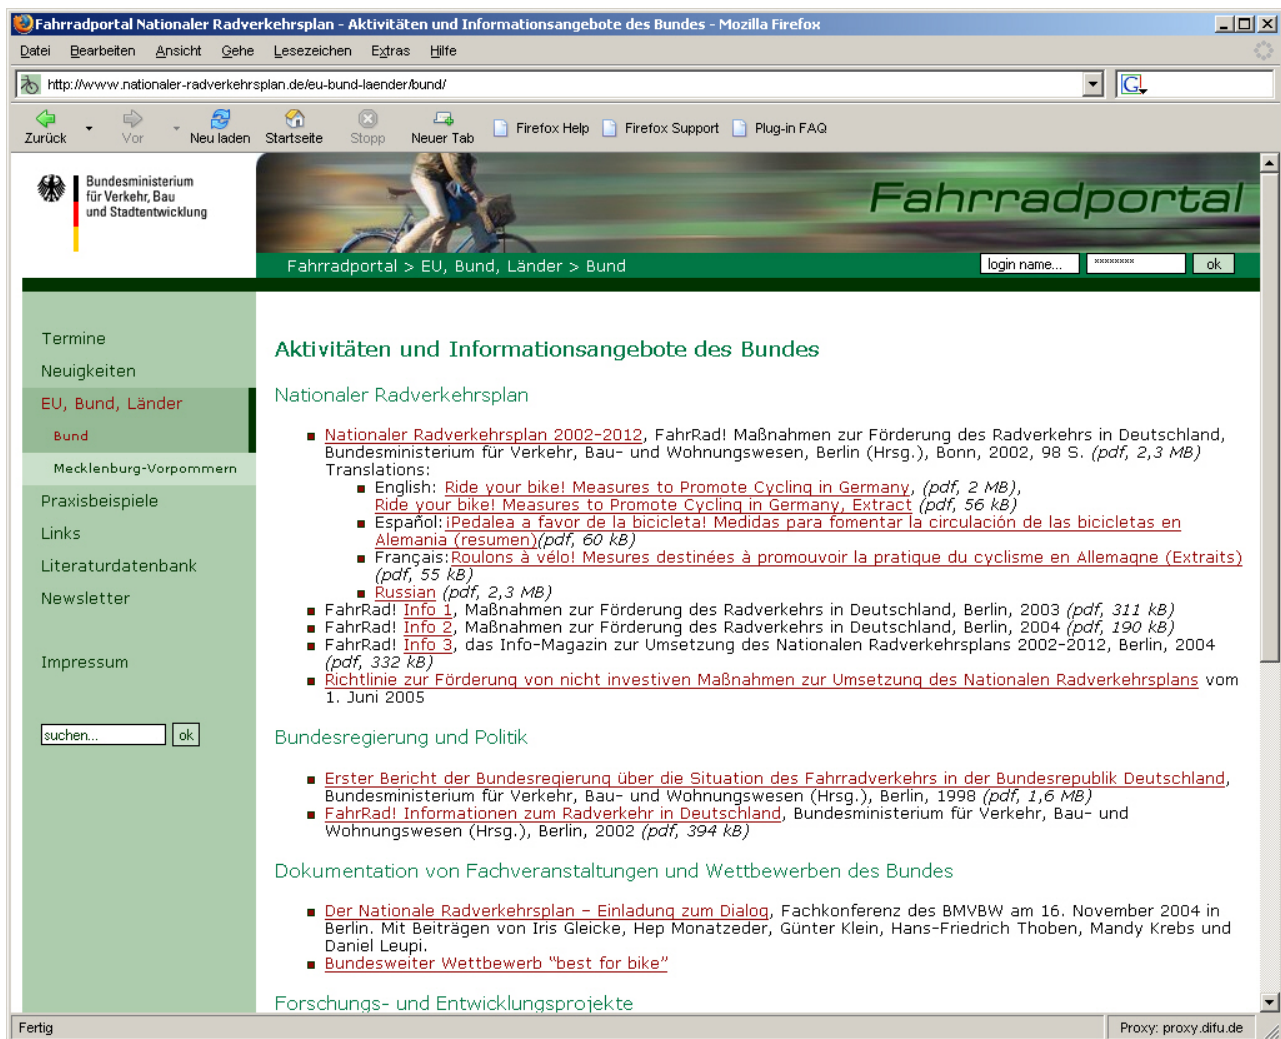 Fahrradportal Nationaler Radverkehrsplan - Aktivitäten und Informationsangebote des Bundes - Mozilla Firefox
Datei Bearbeiten Ansicht Gehe Lesezeichen Extras Hilfe
http://www.nationaler-radverkehrsplan.de/eu-bund-laender/bund/
G
Zurück Vor Neu laden Startseite Stopp Neuer Tab Firefox Help Firefox Support Plug-in FAQ
Bundesministerium
für Verkehr, Bau
und Stadtentwicklung
Fahrradportal
Fahrradportal > EU, Bund, Länder > Bund
login name... ******** ok
Termine
Neuigkeiten
EU, Bund, Länder
Bund
Mecklenburg-Vorpommern
Praxisbeispiele
Links
Literaturdatenbank
Newsletter
Impressum
suchen... ok
Aktivitäten und Informationsangebote des Bundes
Nationaler Radverkehrsplan
Nationaler Radverkehrsplan 2002-2012, FahrRad! Maßnahmen zur Förderung des Radverkehrs in Deutschland,
Bundesministerium für Verkehr, Bau- und Wohnungswesen, Berlin (Hrsg.), Bonn, 2002, 98 S. (pdf, 2,3 MB)
Translations:
English: Ride your bike! Measures to Promote Cycling in Germany, (pdf, 2 MB),
Ride your bike! Measures to Promote Cycling in Germany, Extract (pdf, 56 kB)
Español: ¡Pedalea a favor de la bicicleta! Medidas para fomentar la circulación de las bicicletas en
Alemania (resumen)(pdf, 60 kB)
Français: Roulons à vélo! Mesures destinées à promouvoir la pratique du cyclisme en Allemagne (Extraits)
(pdf, 55 kB)
Russian (pdf, 2,3 MB)
FahrRad! Info 1, Maßnahmen zur Förderung des Radverkehrs in Deutschland, Berlin, 2003 (pdf, 311 kB)
FahrRad! Info 2, Maßnahmen zur Förderung des Radverkehrs in Deutschland, Berlin, 2004 (pdf, 190 kB)
FahrRad! Info 3, das Info-Magazin zur Umsetzung des Nationalen Radverkehrsplans 2002-2012, Berlin, 2004
(pdf, 332 kB)
Richtlinie zur Förderung von nicht investiven Maßnahmen zur Umsetzung des Nationalen Radverkehrsplans vom
1. Juni 2005
Bundesregierung und Politik
Erster Bericht der Bundesregierung über die Situation des Fahrradverkehrs in der Bundesrepublik Deutschland,
Bundesministerium für Verkehr, Bau- und Wohnungswesen (Hrsg.), Berlin, 1998 (pdf, 1,6 MB)
FahrRad! Informationen zum Radverkehr in Deutschland, Bundesministerium für Verkehr, Bau- und
Wohnungswesen (Hrsg.), Berlin, 2002 (pdf, 394 kB)
Dokumentation von Fachveranstaltungen und Wettbewerben des Bundes
Der Nationale Radverkehrsplan – Einladung zum Dialog, Fachkonferenz des BMVBW am 16. November 2004 in
Berlin. Mit Beiträgen von Iris Gleicke, Hep Monatzeder, Günter Klein, Hans-Friedrich Thoben, Mandy Krebs und
Daniel Leupi.
Bundesweiter Wettbewerb “best for bike”
Forschungs- und Entwicklungsprojekte
Fertig
Proxy: proxy.difu.de